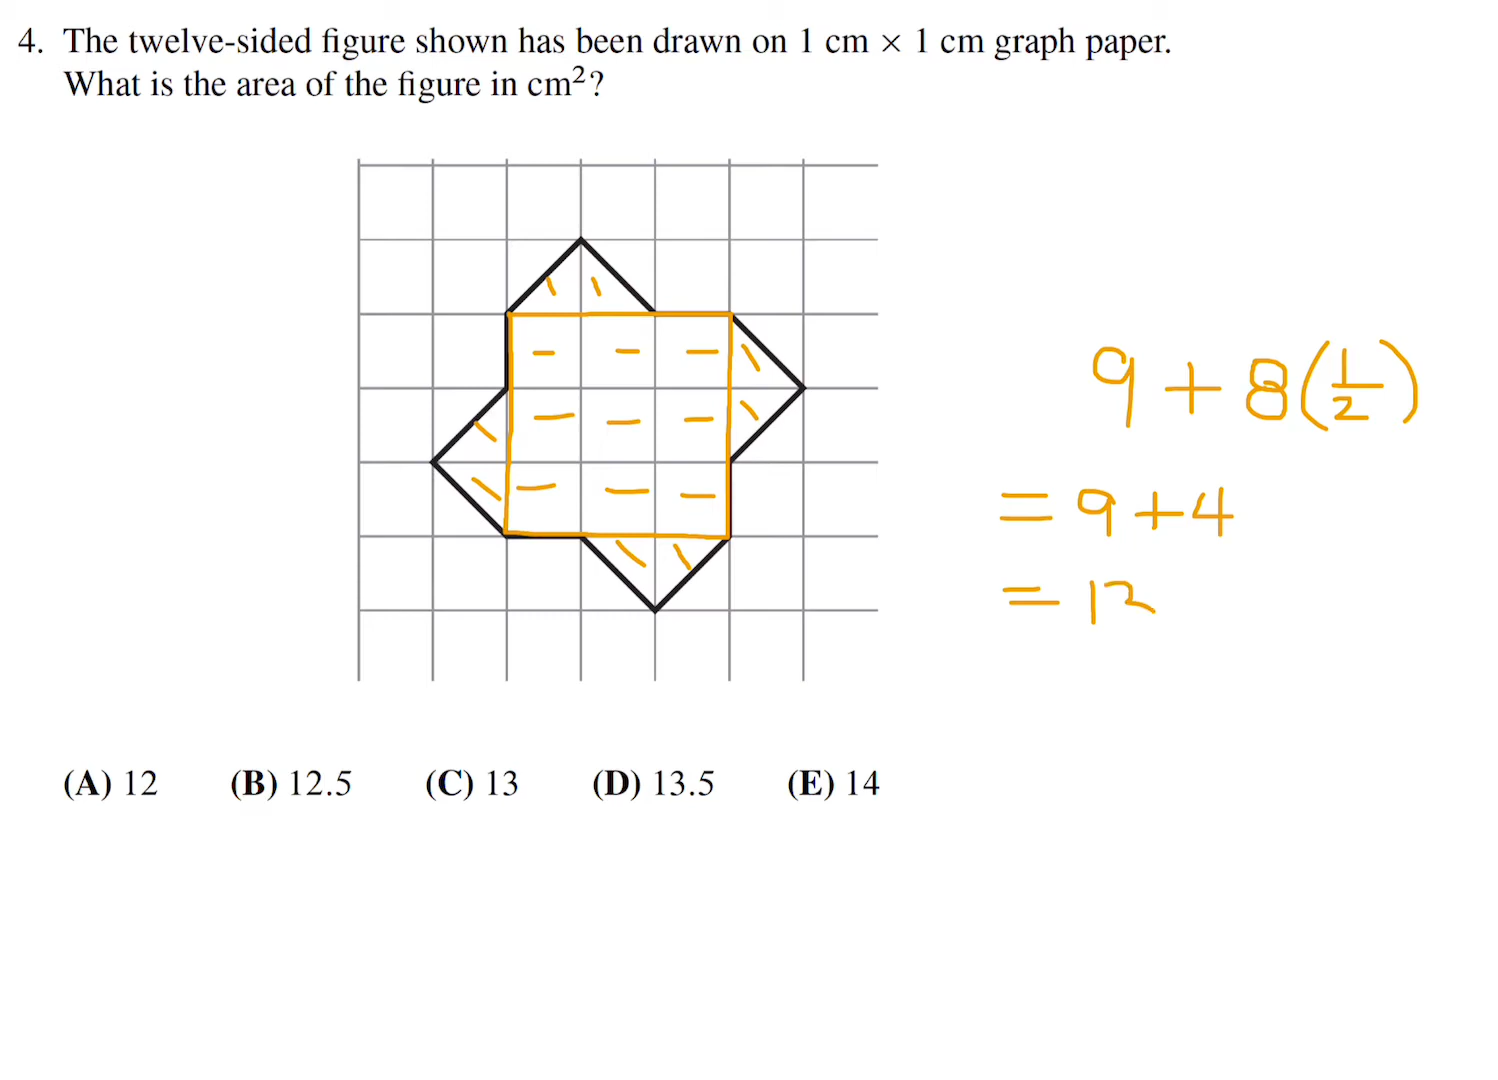 4. The twelve-sided figure shown has been drawn on 1 cm × 1 cm graph paper.
What is the area of the figure in cm²?
9 + 8(1/2)
= 9 + 4
= 12
(A) 12 (B) 12.5 (C) 13 (D) 13.5 (E) 14